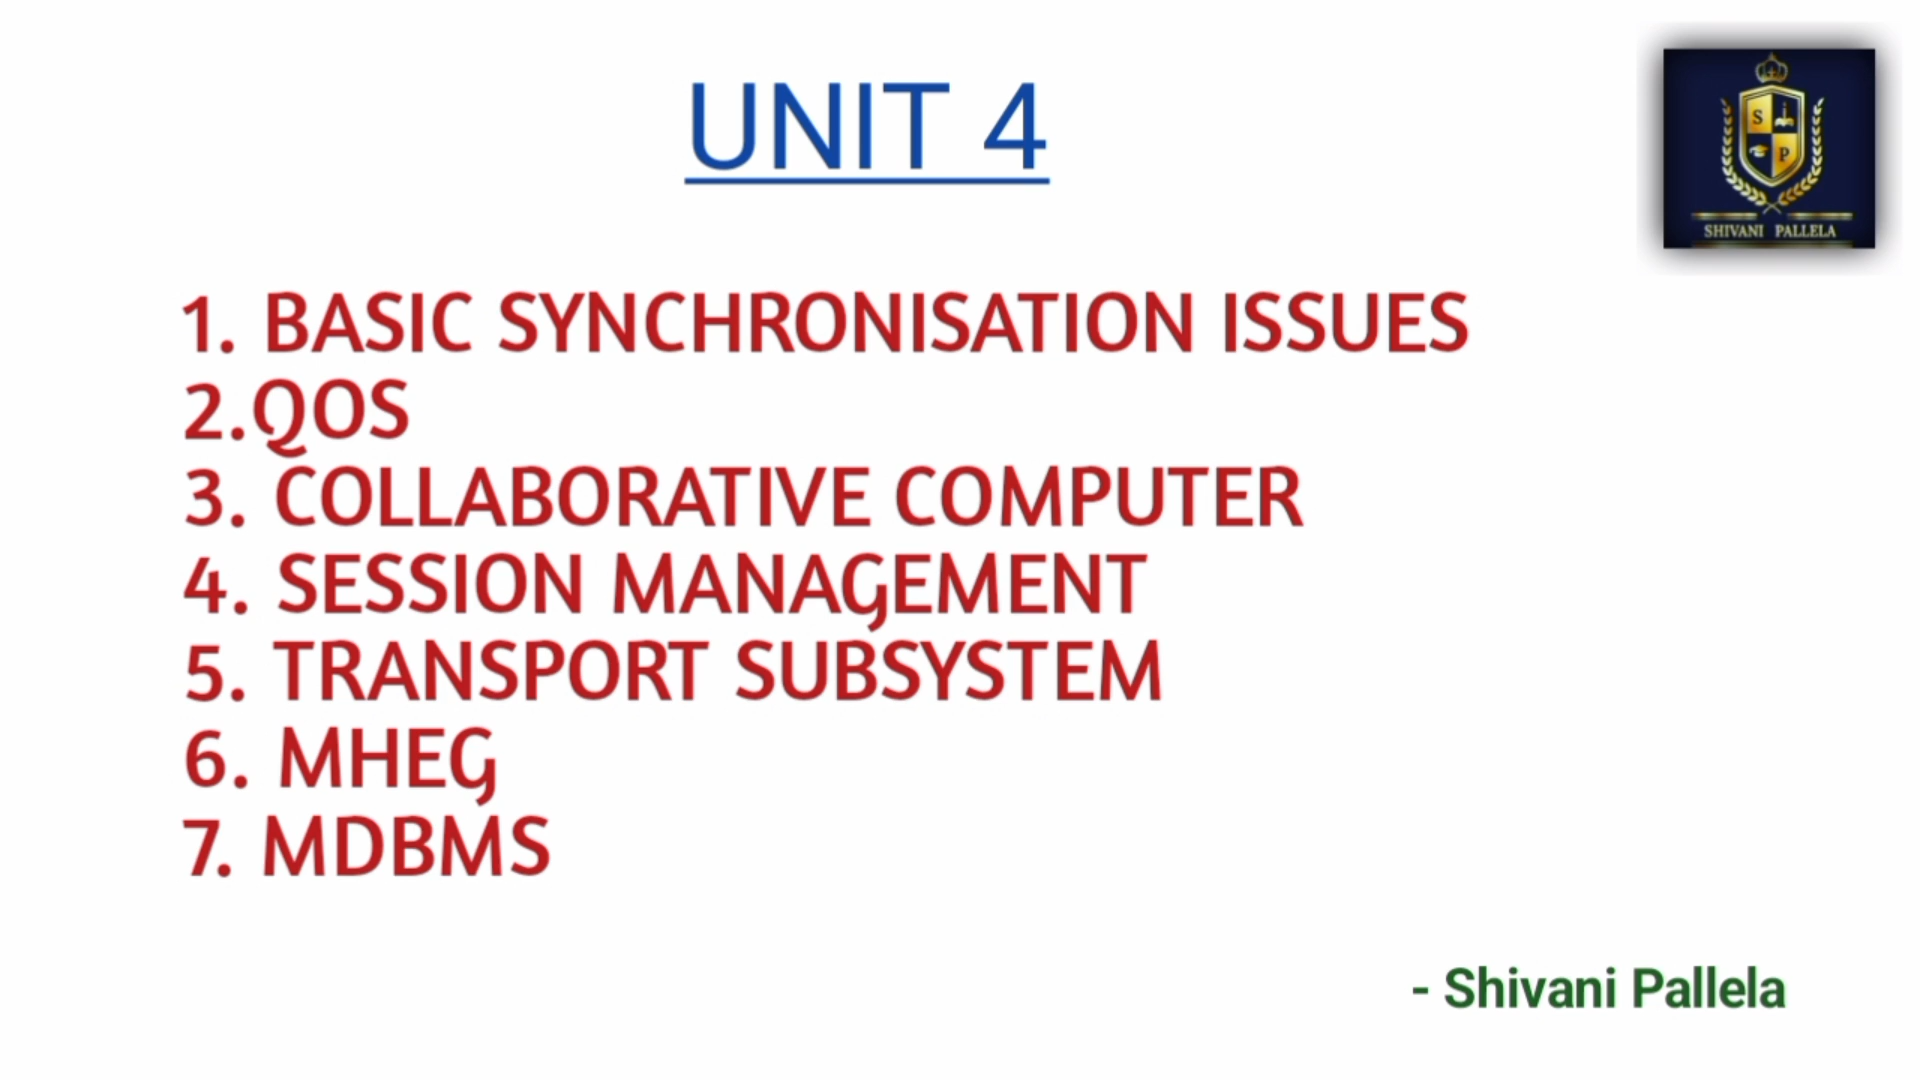 UNIT 4
S
P
SHIVANI PALLELA
1. BASIC SYNCHRONISATION ISSUES
2.QOS
3. COLLABORATIVE COMPUTER
4. SESSION MANAGEMENT
5. TRANSPORT SUBSYSTEM
6. MHEG
7. MDBMS
- Shivani Pallela